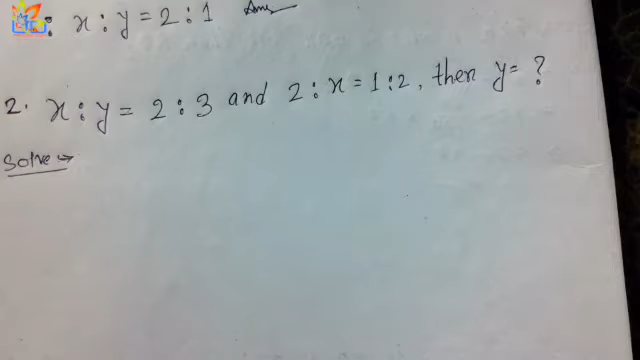 x : y = 2 : 1 Ans
2. x : y = 2 : 3 and 2 : x = 1 : 2, then y = ?
Solve →